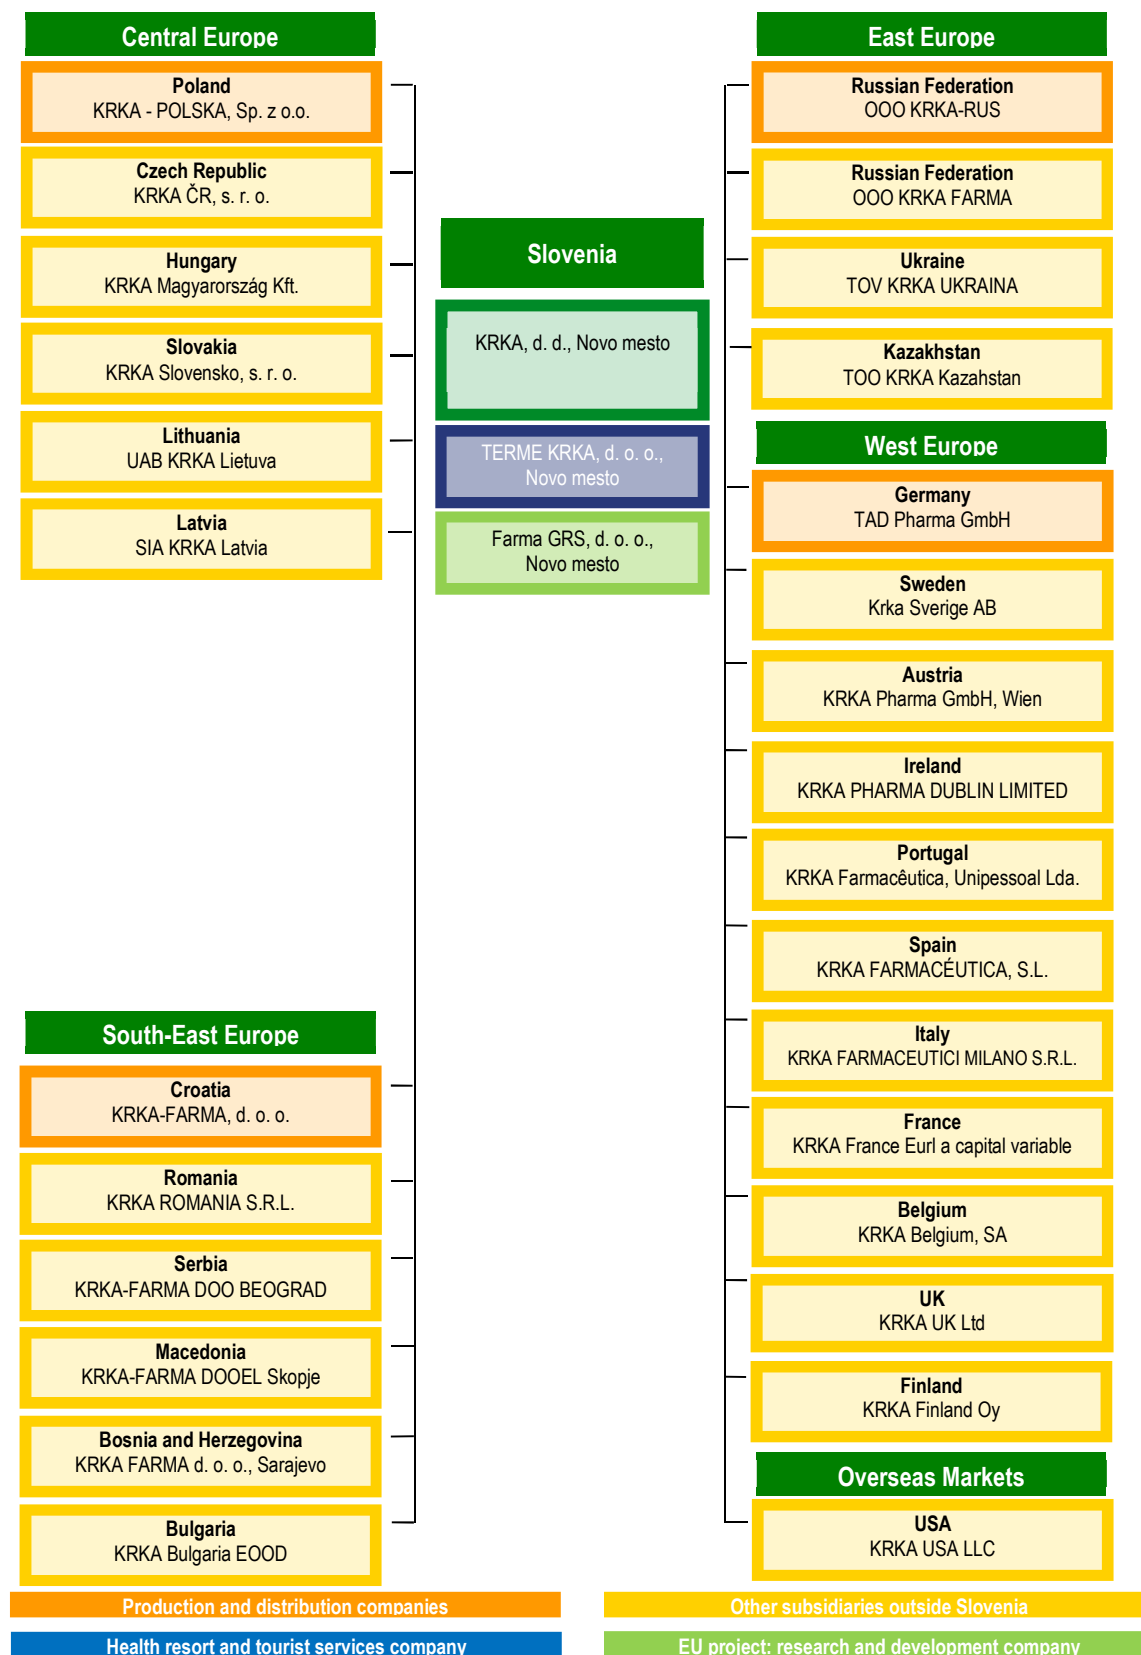 Central Europe
Poland
KRKA - POLSKA, Sp. z o.o.
Czech Republic
KRKA ČR, s. r. o.
Hungary
KRKA Magyarország Kft.
Slovakia
KRKA Slovensko, s. r. o.
Lithuania
UAB KRKA Lietuva
Latvia
SIA KRKA Latvia
South-East Europe
Croatia
KRKA-FARMA, d. o. o.
Romania
KRKA ROMANIA S.R.L.
Serbia
KRKA-FARMA DOO BEOGRAD
Macedonia
KRKA-FARMA DOOEL Skopje
Bosnia and Herzegovina
KRKA FARMA d. o. o., Sarajevo
Bulgaria
KRKA Bulgaria EOOD
Slovenia
KRKA, d. d., Novo mesto
TERME KRKA, d. o. o.,
Novo mesto
Farma GRS, d. o. o.,
Novo mesto
East Europe
Russian Federation
OOO KRKA-RUS
Russian Federation
OOO KRKA FARMA
Ukraine
TOV KRKA UKRAINA
Kazakhstan
TOO KRKA Kazahstan
West Europe
Germany
TAD Pharma GmbH
Sweden
Krka Sverige AB
Austria
KRKA Pharma GmbH, Wien
Ireland
KRKA PHARMA DUBLIN LIMITED
Portugal
KRKA Farmacêutica, Unipessoal Lda.
Spain
KRKA FARMACÉUTICA, S.L.
Italy
KRKA FARMACEUTICI MILANO S.R.L.
France
KRKA France Eurl a capital variable
Belgium
KRKA Belgium, SA
UK
KRKA UK Ltd
Finland
KRKA Finland Oy
Overseas Markets
USA
KRKA USA LLC
Production and distribution companies
Other subsidiaries outside Slovenia
Health resort and tourist services company
EU project: research and development company